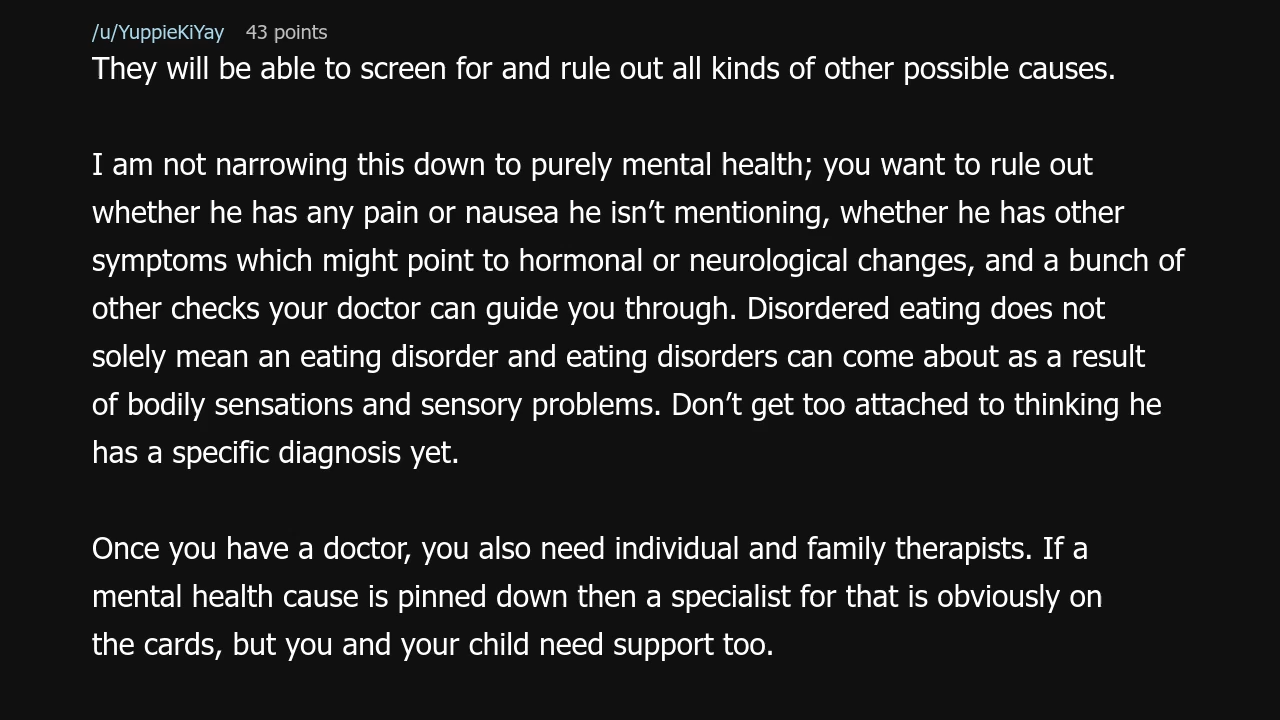 /u/YuppieKiYay 43 points
They will be able to screen for and rule out all kinds of other possible causes.
I am not narrowing this down to purely mental health; you want to rule out
whether he has any pain or nausea he isn’t mentioning, whether he has other
symptoms which might point to hormonal or neurological changes, and a bunch of
other checks your doctor can guide you through. Disordered eating does not
solely mean an eating disorder and eating disorders can come about as a result
of bodily sensations and sensory problems. Don’t get too attached to thinking he
has a specific diagnosis yet.
Once you have a doctor, you also need individual and family therapists. If a
mental health cause is pinned down then a specialist for that is obviously on
the cards, but you and your child need support too.